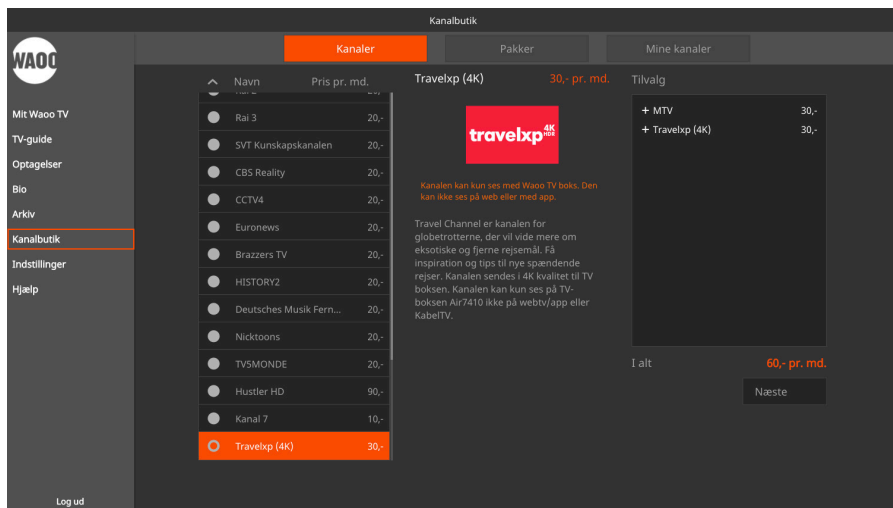 Kanalbutik
WAOO
Kanaler
Pakker
Mine kanaler
Mit Waoo TV
TV-guide
Optagelser
Bio
Arkiv
Kanalbutik
Indstillinger
Hjælp
Log ud
Navn Pris pr. md.
Rai 3 20,-
SVT Kunskapskanalen 20,-
CBS Reality 20,-
CCTV4 20,-
Euronews 20,-
Brazzers TV 20,-
HISTORY2 20,-
Deutsches Musik Fern... 20,-
Nicktoons 20,-
TV5MONDE 20,-
Hustler HD 90,-
Kanal 7 10,-
Travelxp (4K) 30,-
Travelxp (4K) 30,- pr. md.
travelxp 4K HDR
Kanalen kan kun ses med Waoo TV boks. Den
kan ikke ses på web eller med app.
Travel Channel er kanalen for
globetrotterne, der vil vide mere om
eksotiske og fjerne rejsemål. Få
inspiration og tips til nye spændende
rejser. Kanalen sendes i 4K kvalitet til TV
boksen. Kanalen kan kun ses på TV-
boksen Air7410 ikke på webtv/app eller
KabelTV.
Tilvalg
+ MTV 30,-
+ Travelxp (4K) 30,-
I alt 60,- pr. md.
Næste